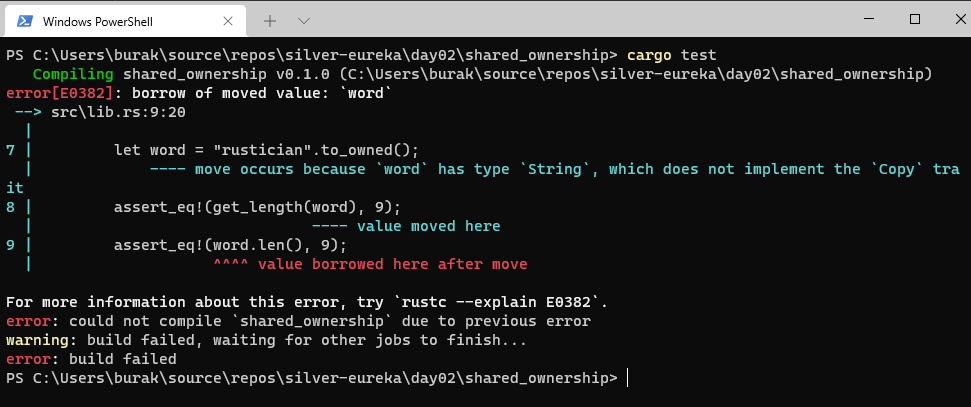 Windows PowerShell
PS C:\Users\burak\source\repos\silver-eureka\day02\shared_ownership> cargo test
   Compiling shared_ownership v0.1.0 (C:\Users\burak\source\repos\silver-eureka\day02\shared_ownership)
error[E0382]: borrow of moved value: `word`
 --> src\lib.rs:9:20
  |
7 |         let word = "rustician".to_owned();
  |             ---- move occurs because `word` has type `String`, which does not implement the `Copy` tra
it
8 |         assert_eq!(get_length(word), 9);
  |                               ---- value moved here
9 |         assert_eq!(word.len(), 9);
  |                    ^^^^ value borrowed here after move

For more information about this error, try `rustc --explain E0382`.
error: could not compile `shared_ownership` due to previous error
warning: build failed, waiting for other jobs to finish...
error: build failed
PS C:\Users\burak\source\repos\silver-eureka\day02\shared_ownership>